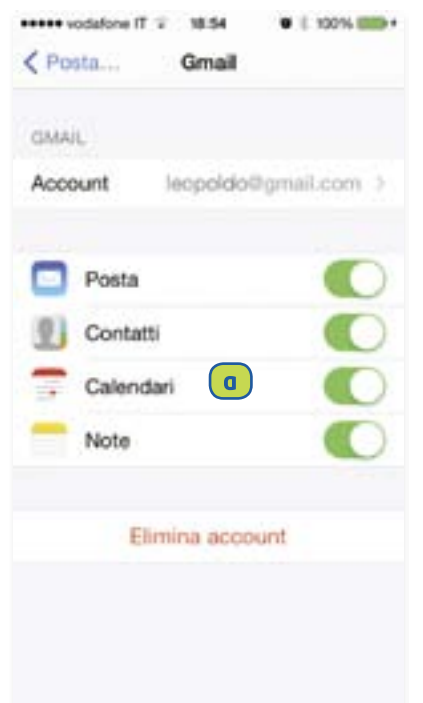 vodafone IT 18:54 100%
Posta... Gmail
GMAIL
Account leopoldo@gmail.com
Posta
Contatti
Calendari a
Note
Elimina account